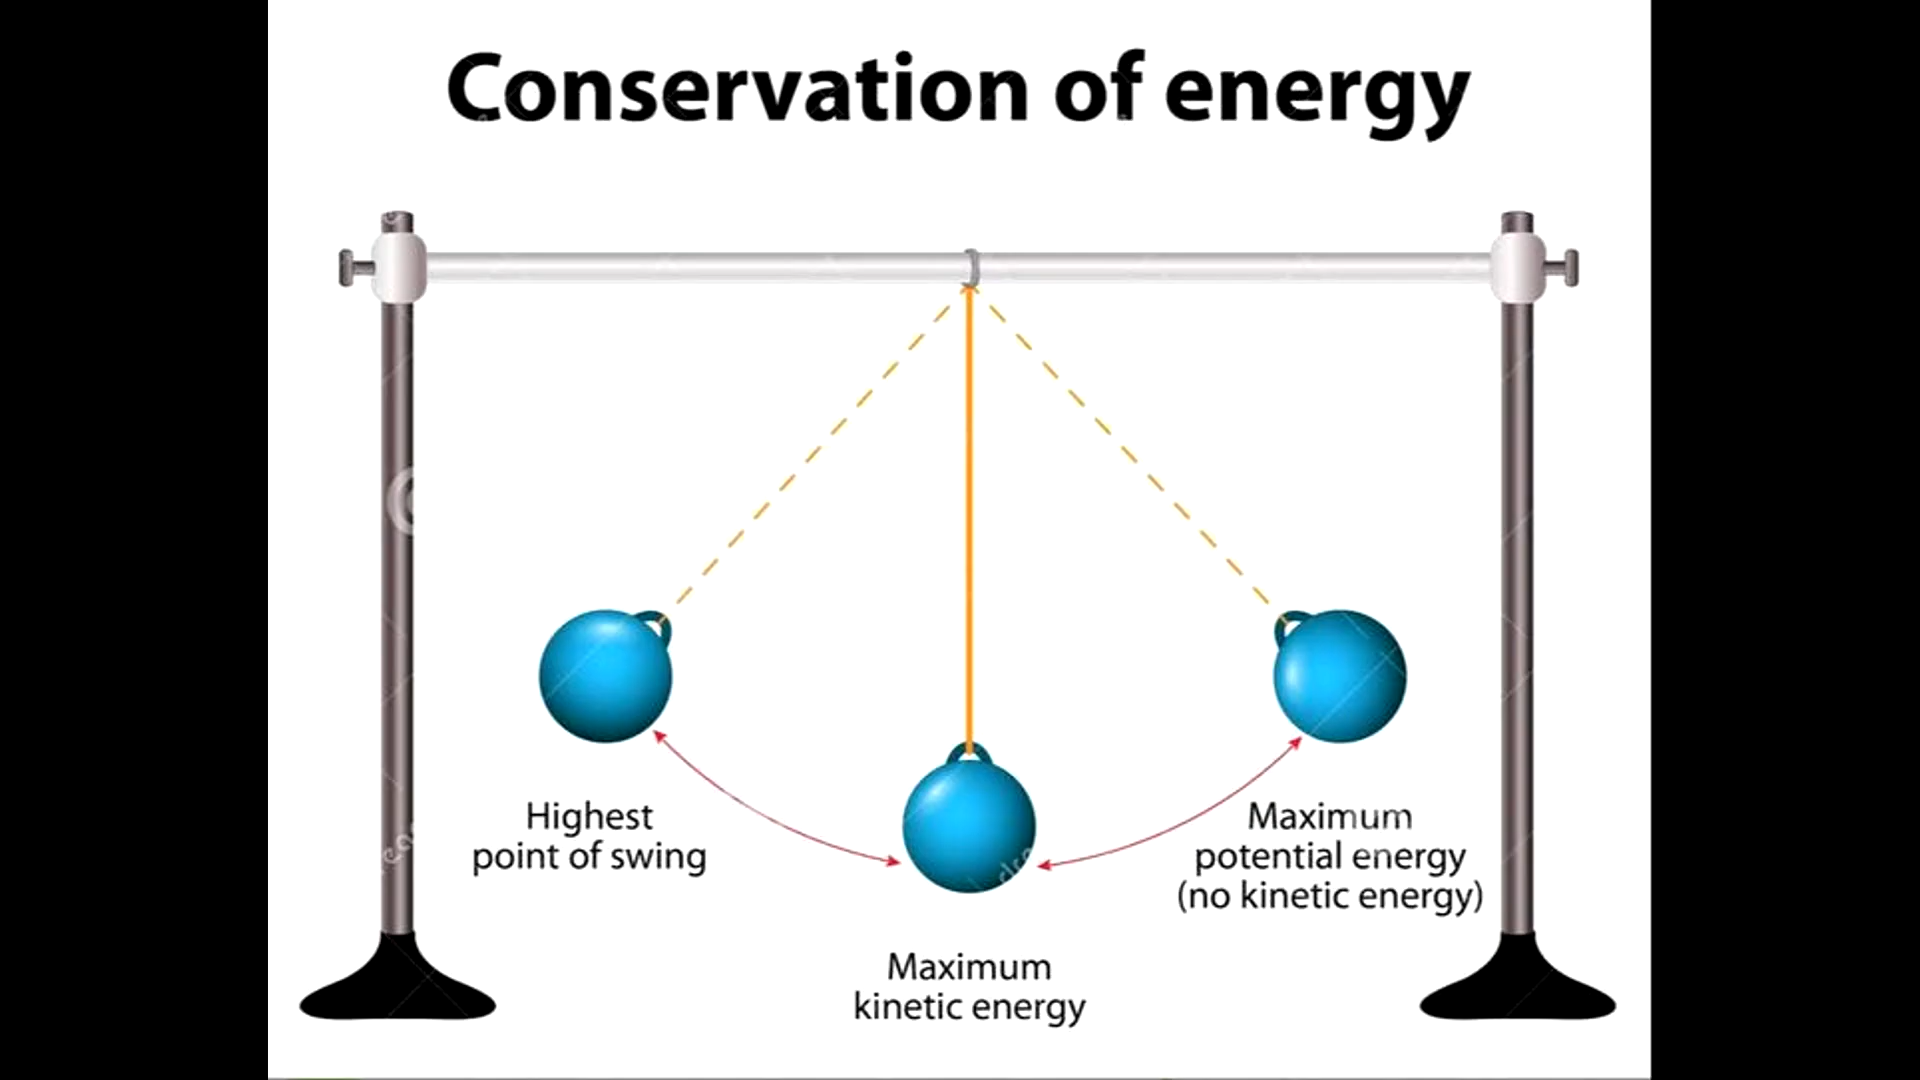 Conservation of energy
Highest
point of swing
Maximum
kinetic energy
Maximum
potential energy
(no kinetic energy)